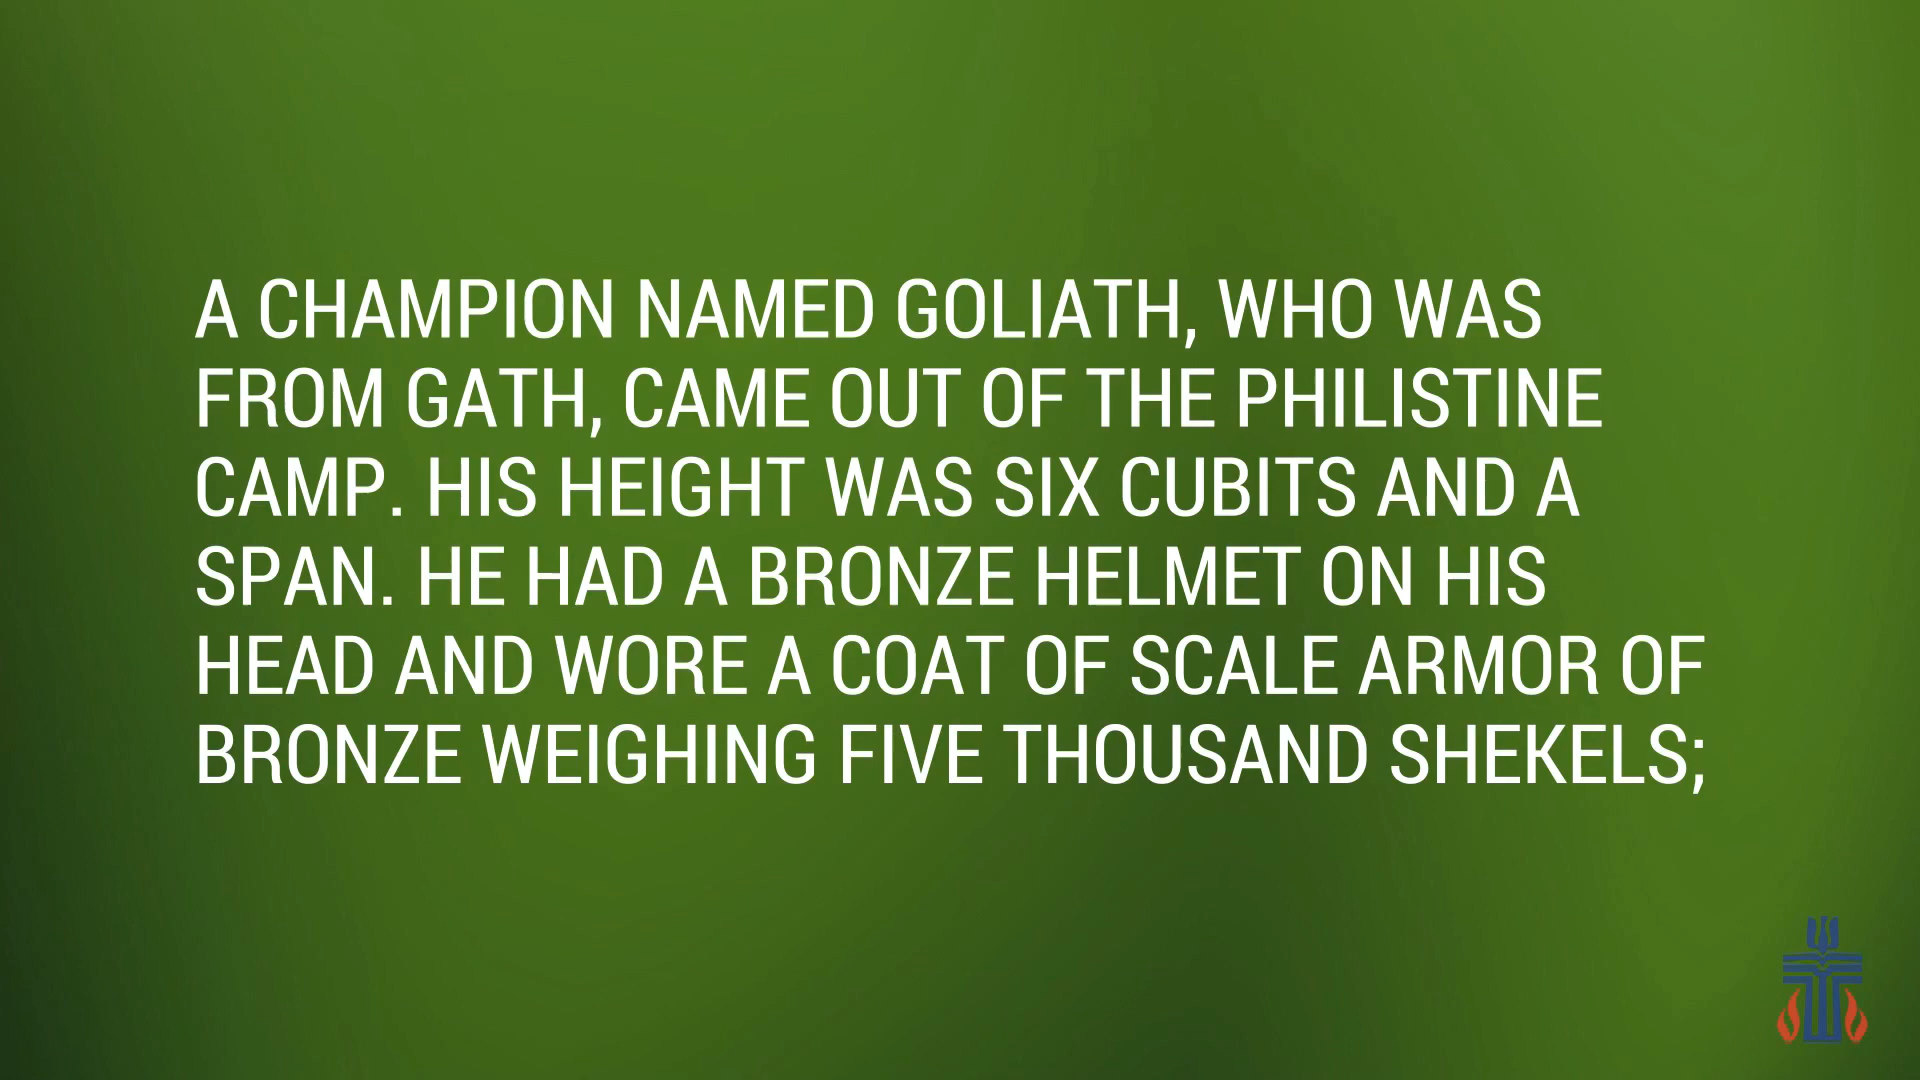 A CHAMPION NAMED GOLIATH, WHO WAS
FROM GATH, CAME OUT OF THE PHILISTINE
CAMP. HIS HEIGHT WAS SIX CUBITS AND A
SPAN. HE HAD A BRONZE HELMET ON HIS
HEAD AND WORE A COAT OF SCALE ARMOR OF
BRONZE WEIGHING FIVE THOUSAND SHEKELS;